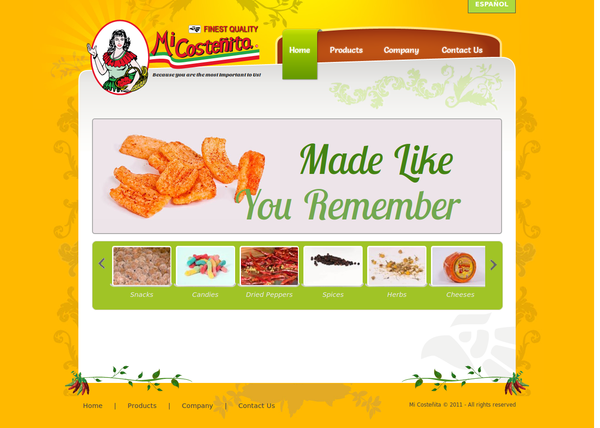 ESPAÑOL
FINEST QUALITY
Mi Costeñita
Because you are the most important to Us!
Home Products Company Contact Us
Made Like
You Remember
Snacks Candies Dried Peppers Spices Herbs Cheeses
Home | Products | Company | Contact Us
Mi Costeñita © 2011 - All rights reserved